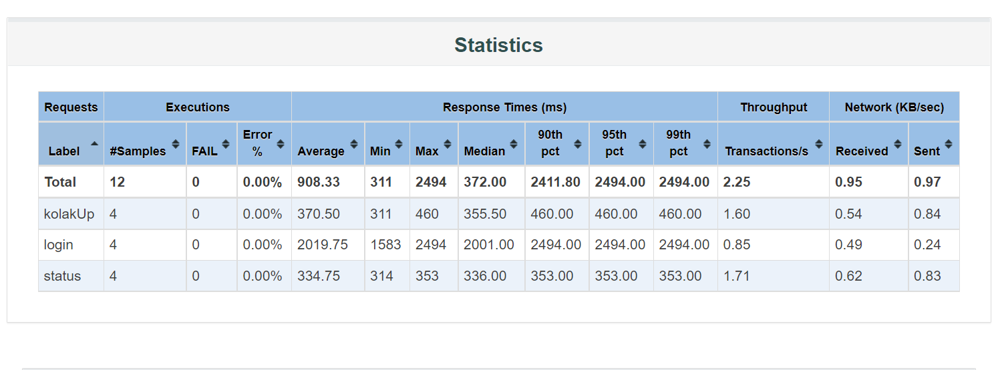 Statistics
Requests Executions Response Times (ms) Throughput Network (KB/sec)
Label #Samples FAIL Error % Average Min Max Median 90th pct 95th pct 99th pct Transactions/s Received Sent
Total 12 0 0.00% 908.33 311 2494 372.00 2411.80 2494.00 2494.00 2.25 0.95 0.97
kolakUp 4 0 0.00% 370.50 311 460 355.50 460.00 460.00 460.00 1.60 0.54 0.84
login 4 0 0.00% 2019.75 1583 2494 2001.00 2494.00 2494.00 2494.00 0.85 0.49 0.24
status 4 0 0.00% 334.75 314 353 336.00 353.00 353.00 353.00 1.71 0.62 0.83